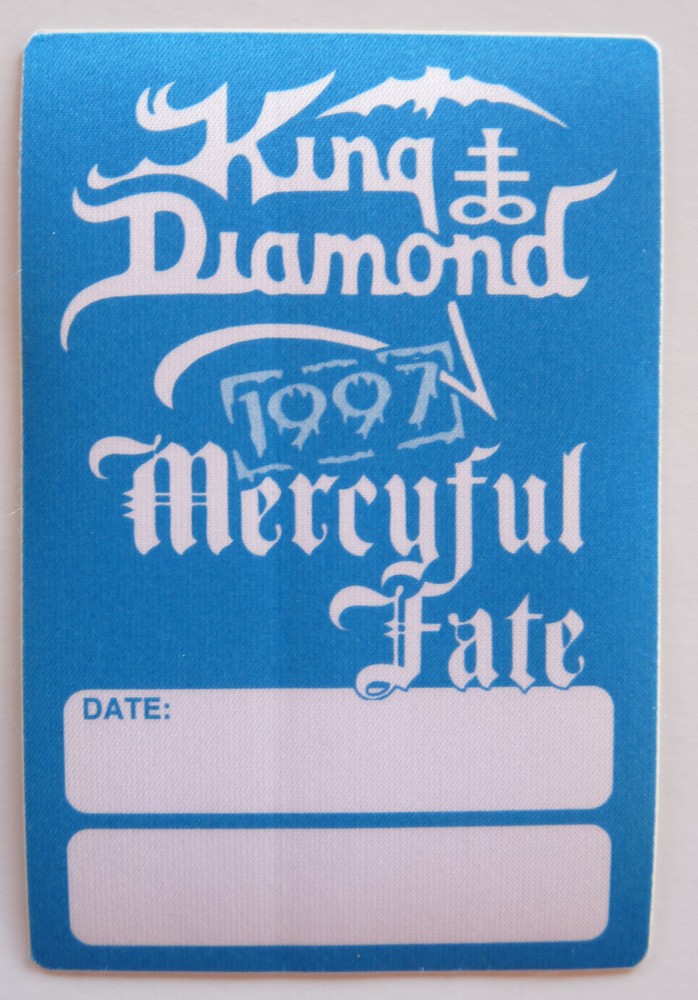 King
Diamond
1997
Mercyful
Fate
DATE: